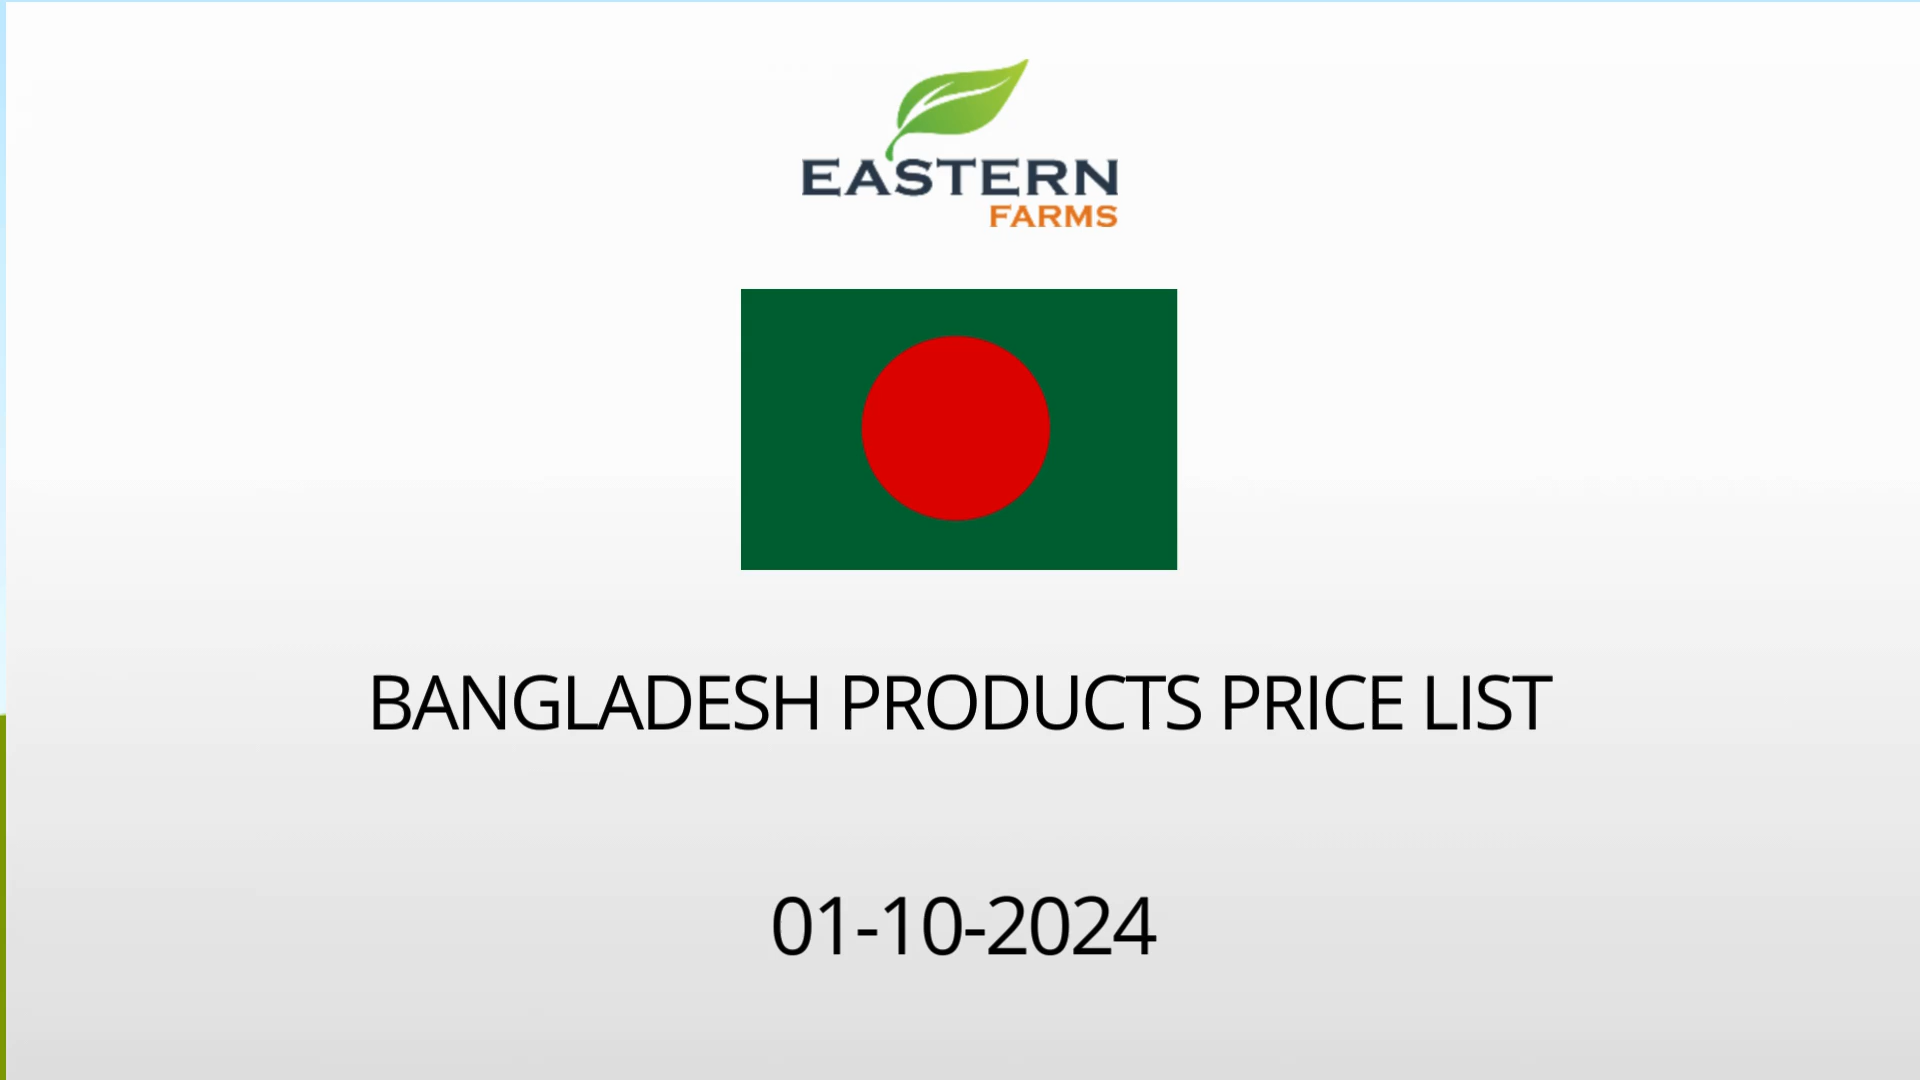 EASTERN
FARMS
BANGLADESH PRODUCTS PRICE LIST
01-10-2024